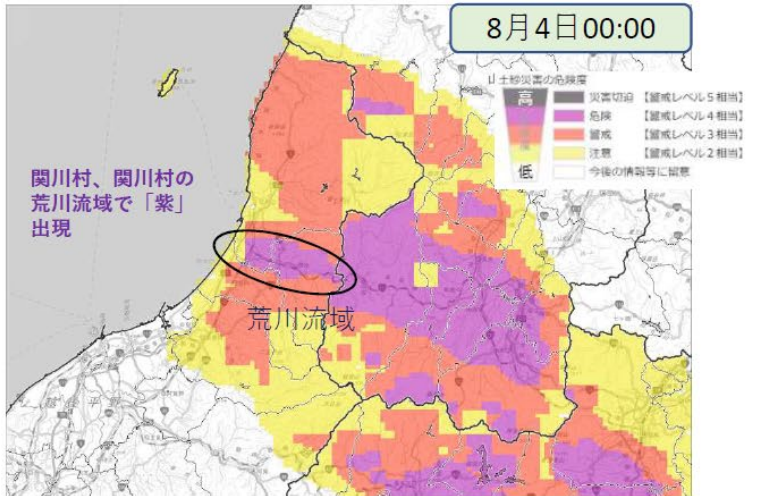 8月4日00:00
土砂災害の危険度
高
災害切迫 【警戒レベル5相当】
危険 【警戒レベル4相当】
警戒 【警戒レベル3相当】
注意 【警戒レベル2相当】
低
今後の情報等に留意
関川村、関川村の
荒川流域で「紫」
出現
荒川流域